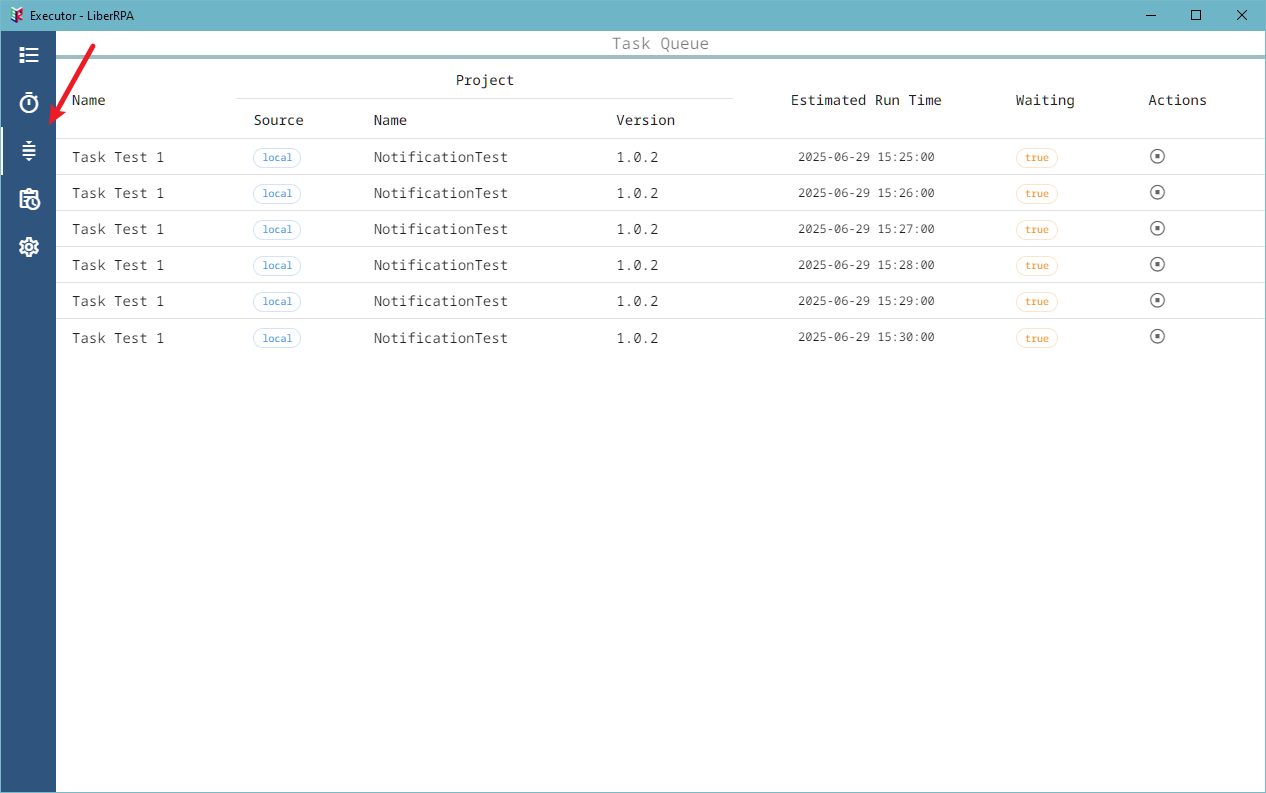 Executor - LiberRPA
Task Queue
Name Project Estimated Run Time Waiting Actions
Source Name Version
Task Test 1 local NotificationTest 1.0.2 2025-06-29 15:25:00 true
Task Test 1 local NotificationTest 1.0.2 2025-06-29 15:26:00 true
Task Test 1 local NotificationTest 1.0.2 2025-06-29 15:27:00 true
Task Test 1 local NotificationTest 1.0.2 2025-06-29 15:28:00 true
Task Test 1 local NotificationTest 1.0.2 2025-06-29 15:29:00 true
Task Test 1 local NotificationTest 1.0.2 2025-06-29 15:30:00 true